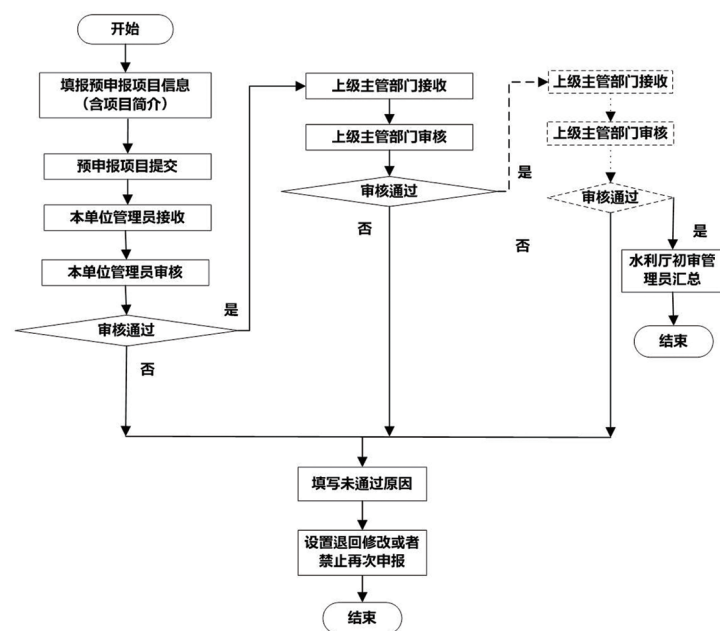 开始
填报预申报项目信息
（含项目简介）
预申报项目提交
本单位管理员接收
本单位管理员审核
审核通过
是
否
上级主管部门接收
上级主管部门审核
审核通过
是
否
上级主管部门接收
上级主管部门审核
审核通过
是
否
水利厅初审管
理员汇总
结束
填写未通过原因
设置退回修改或者
禁止再次申报
结束